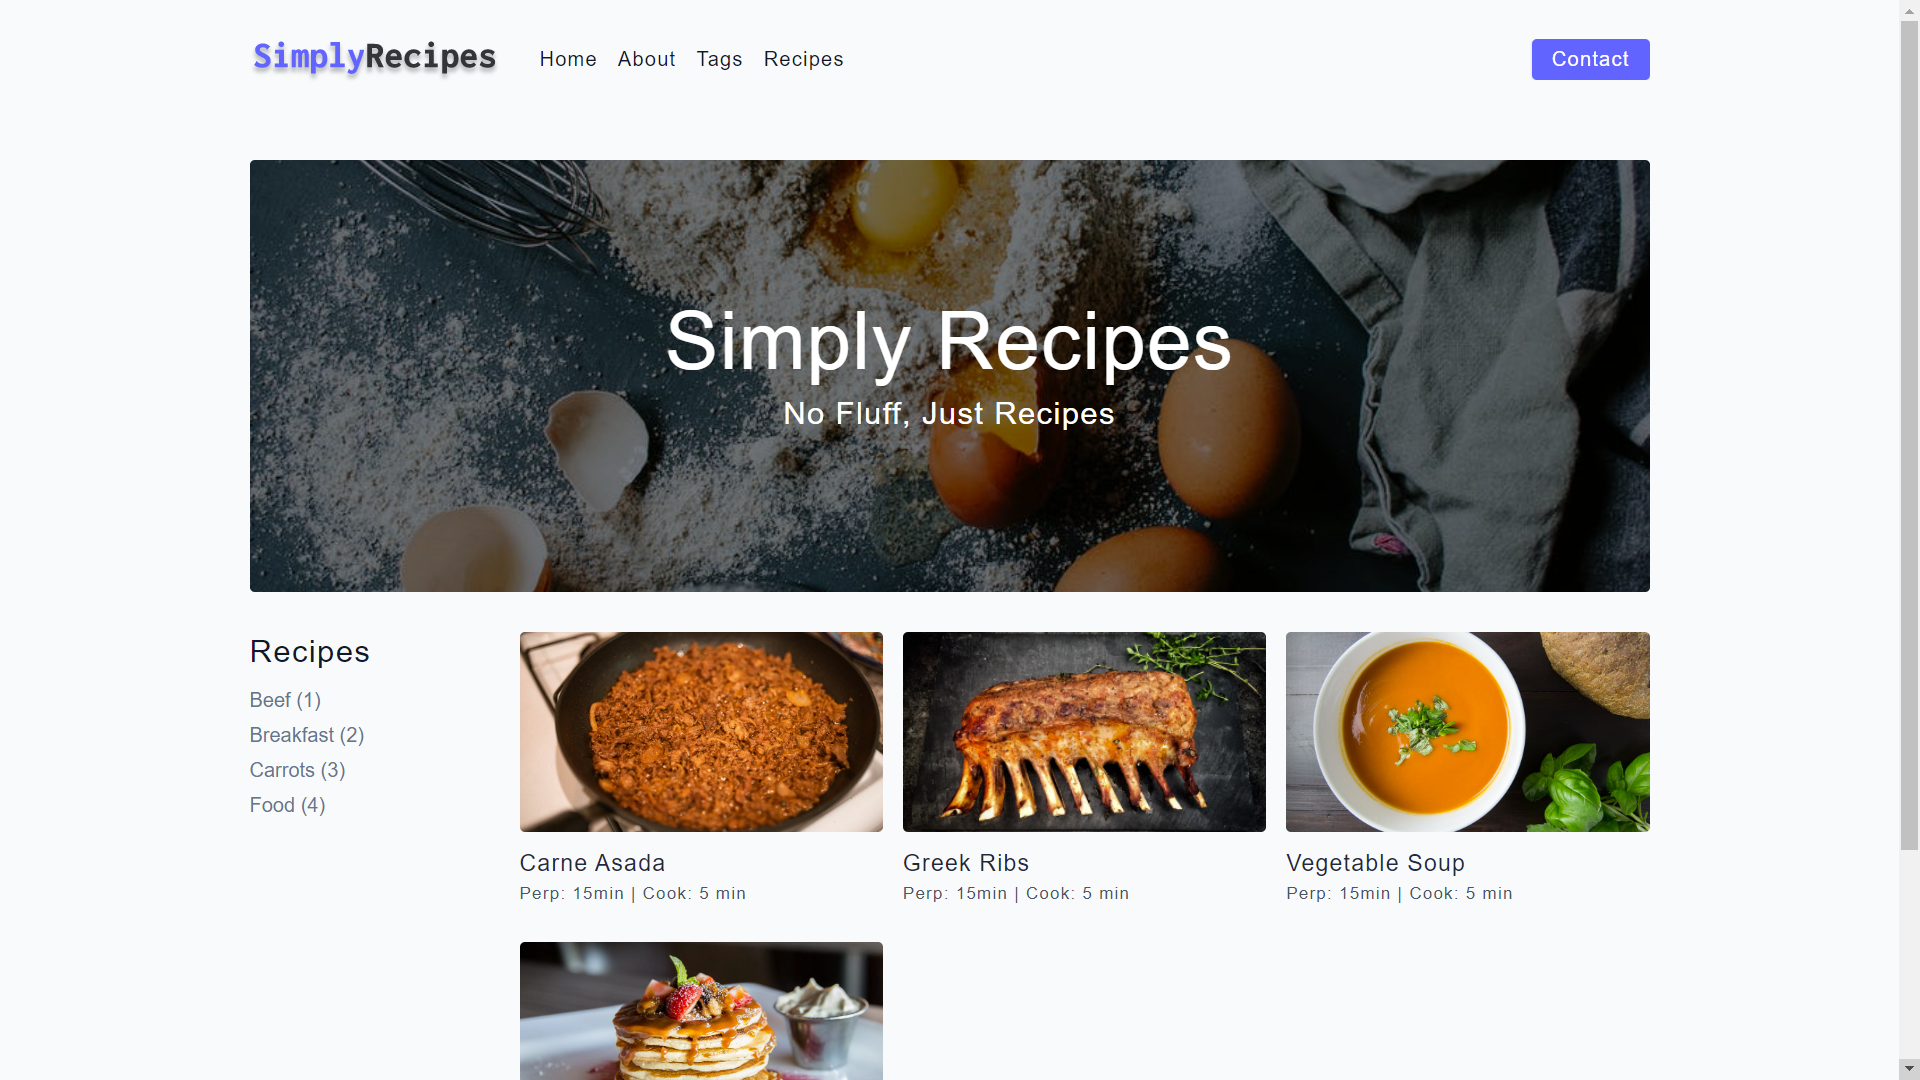 SimplyRecipes
Home About Tags Recipes
Contact
Simply Recipes
No Fluff, Just Recipes
Recipes
Beef (1)
Breakfast (2)
Carrots (3)
Food (4)
Carne Asada
Perp: 15min | Cook: 5 min
Greek Ribs
Perp: 15min | Cook: 5 min
Vegetable Soup
Perp: 15min | Cook: 5 min